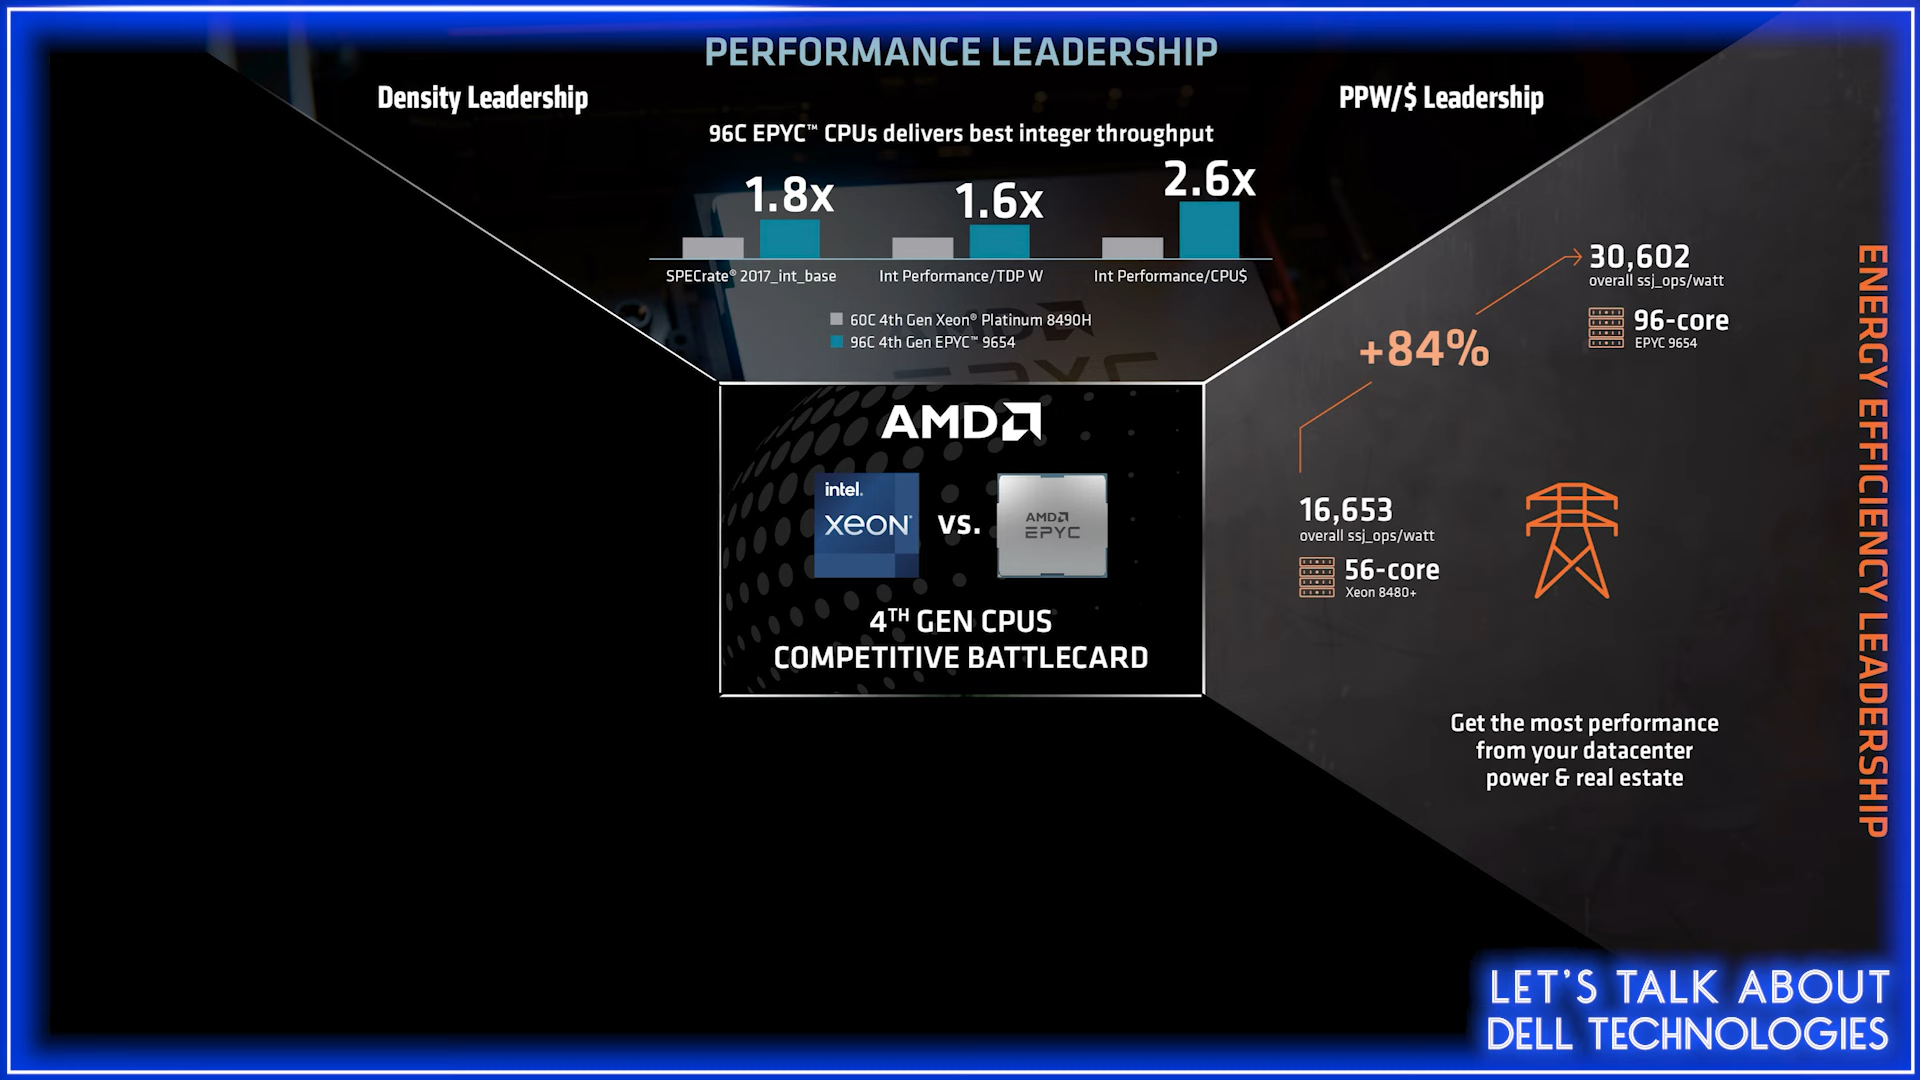 PERFORMANCE LEADERSHIP
Density Leadership
PPW/$ Leadership
96C EPYC™ CPUs delivers best integer throughput
1.8x
1.6x
2.6x
SPECrate® 2017_int_base
Int Performance/TDP W
Int Performance/CPU$
60C 4th Gen Xeon® Platinum 8490H
96C 4th Gen EPYC™ 9654
EPYC
AMD
intel.
XEON®
VS.
AMD
EPYC
4TH GEN CPUS
COMPETITIVE BATTLECARD
30,602
overall ssj_ops/watt
96-core
EPYC 9654
+84%
16,653
overall ssj_ops/watt
56-core
Xeon 8480+
Get the most performance
from your datacenter
power & real estate
ENERGY EFFICIENCY LEADERSHIP
LET'S TALK ABOUT
DELL TECHNOLOGIES